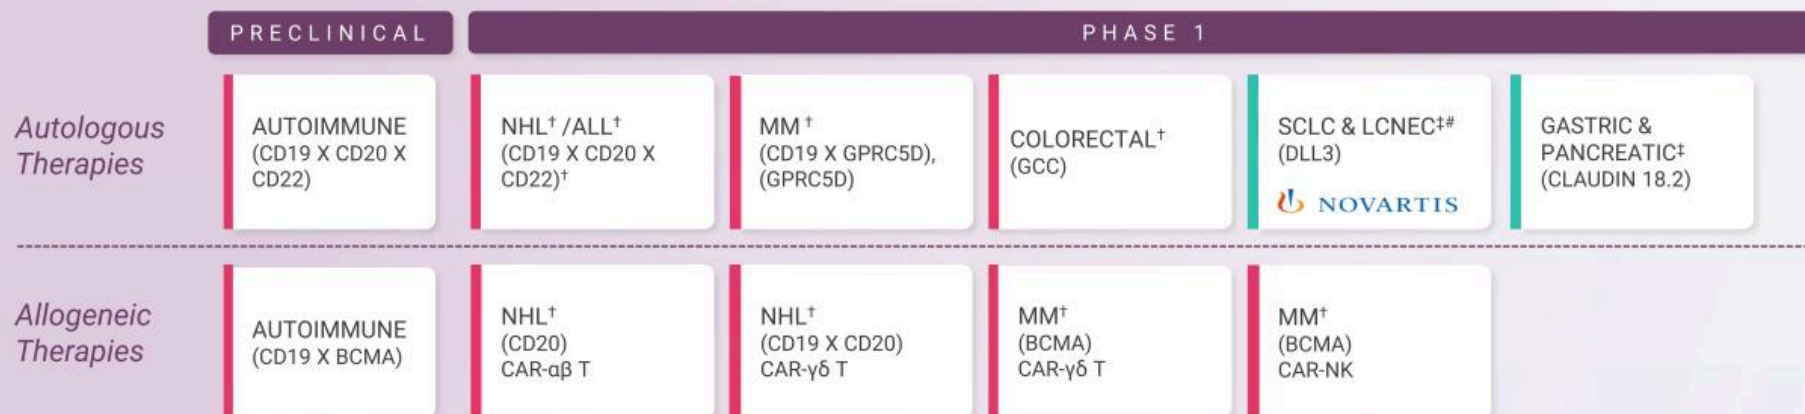 PRECLINICAL
PHASE 1
Autologous
Therapies
AUTOIMMUNE
(CD19 X CD20 X
CD22)
NHL† /ALL†
(CD19 X CD20 X
CD22)†
MM †
(CD19 X GPRC5D),
(GPRC5D)
COLORECTAL†
(GCC)
SCLC & LCNEC‡#
(DLL3)
NOVARTIS
GASTRIC &
PANCREATIC‡
(CLAUDIN 18.2)
Allogeneic
Therapies
AUTOIMMUNE
(CD19 X BCMA)
NHL†
(CD20)
CAR-αβ T
NHL†
(CD19 X CD20)
CAR-γδ T
MM†
(BCMA)
CAR-γδ T
MM†
(BCMA)
CAR-NK